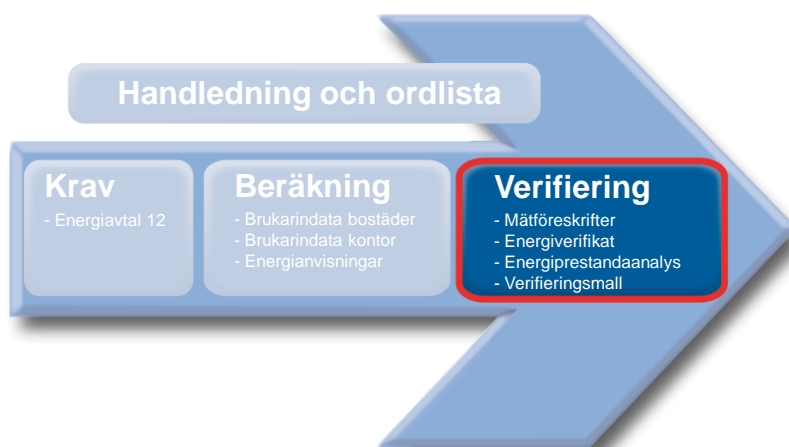 Handledning och ordlista
Krav
- Energiavtal 12
Beräkning
- Brukarindata bostäder
- Brukarindata kontor
- Energianvisningar
Verifiering
- Mätföreskrifter
- Energiverifikat
- Energiprestandaanalys
- Verifieringsmall